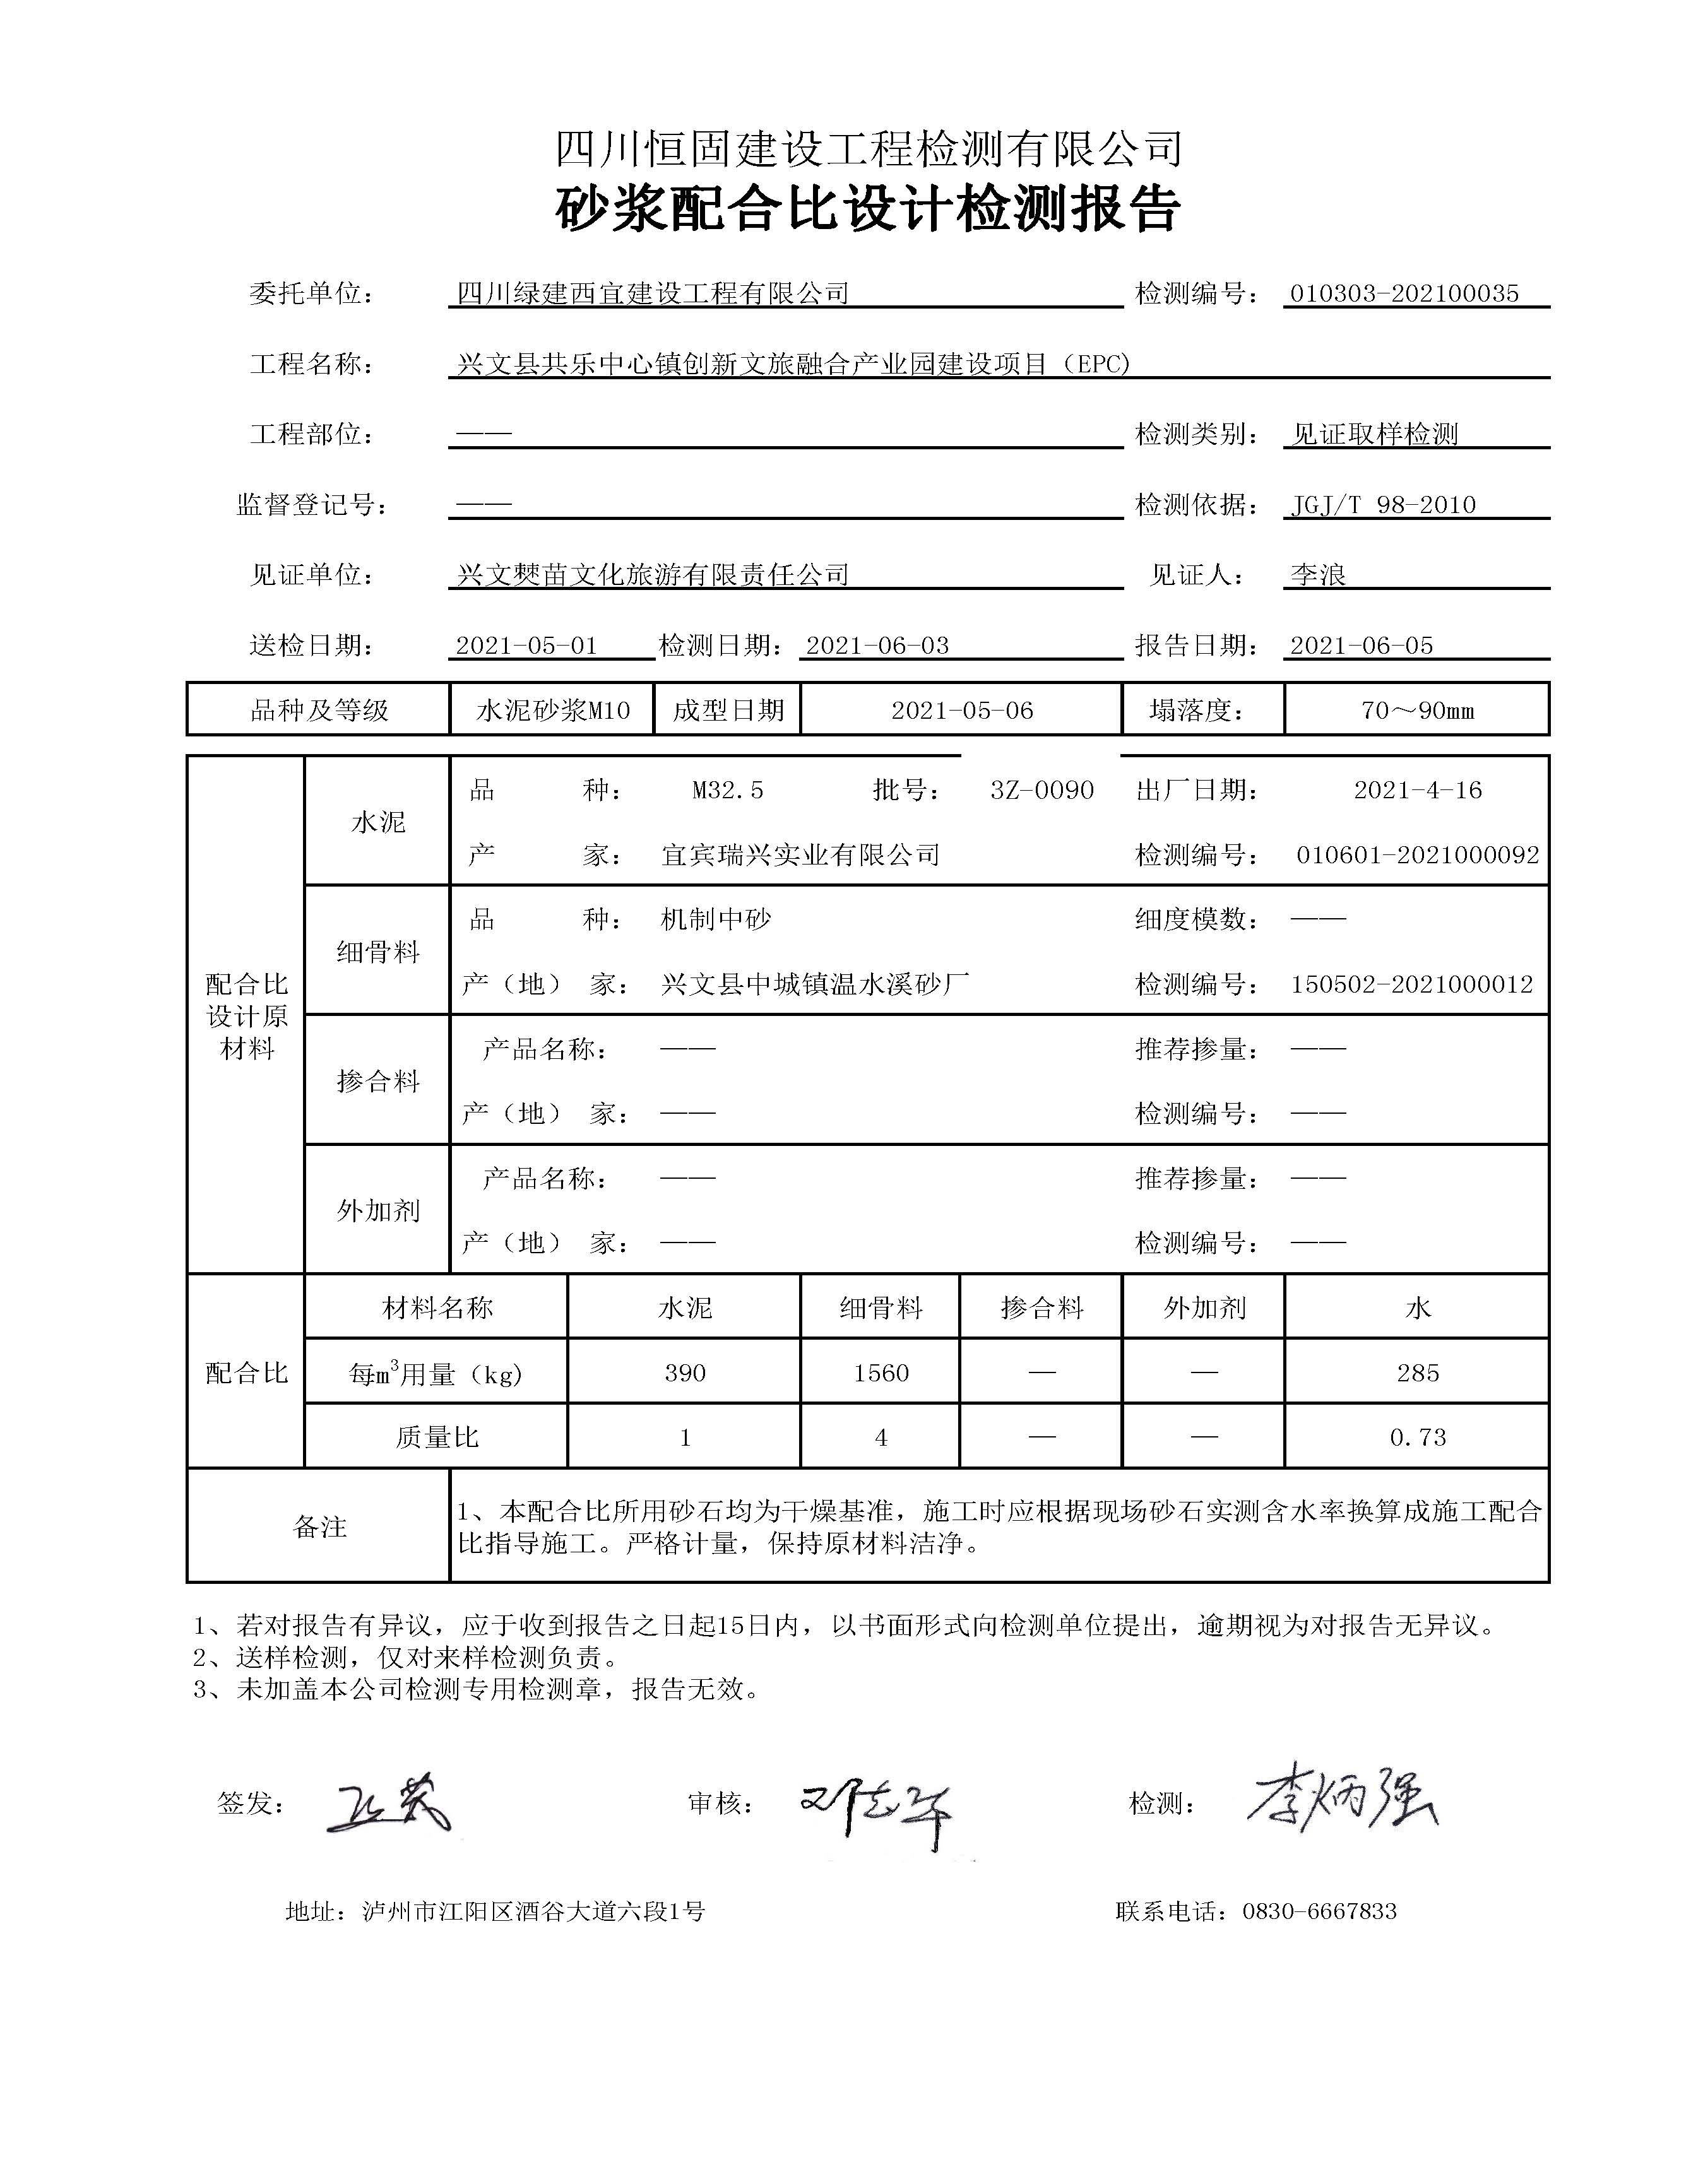 四川恒固建设工程检测有限公司
砂浆配合比设计检测报告
委托单位： 四川绿建西宜建设工程有限公司 检测编号： 010303-202100035
工程名称： 兴文县共乐中心镇创新文旅融合产业园建设项目（EPC)
工程部位： —— 检测类别： 见证取样检测
监督登记号： —— 检测依据： JGJ/T 98-2010
见证单位： 兴文僰苗文化旅游有限责任公司 见证人： 李浪
送检日期： 2021-05-01 检测日期： 2021-06-03 报告日期： 2021-06-05
品种及等级 水泥砂浆M10 成型日期 2021-05-06 塌落度： 70～90mm
配合比设计原材料
水泥
品 种： M32.5 批号： 3Z-0090 出厂日期： 2021-4-16
产 家： 宜宾瑞兴实业有限公司 检测编号： 010601-2021000092
细骨料
品 种： 机制中砂 细度模数： ——
产（地） 家： 兴文县中城镇温水溪砂厂 检测编号： 150502-2021000012
掺合料
产品名称： —— 推荐掺量： ——
产（地） 家： —— 检测编号： ——
外加剂
产品名称： —— 推荐掺量： ——
产（地） 家： —— 检测编号： ——
配合比
材料名称 水泥 细骨料 掺合料 外加剂 水
每m³用量（kg) 390 1560 — — 285
质量比 1 4 — — 0.73
备注
1、本配合比所用砂石均为干燥基准，施工时应根据现场砂石实测含水率换算成施工配合
比指导施工。严格计量，保持原材料洁净。
1、若对报告有异议，应于收到报告之日起15日内，以书面形式向检测单位提出，逾期视为对报告无异议。
2、送样检测，仅对来样检测负责。
3、未加盖本公司检测专用检测章，报告无效。
签发： 审核： 检测： 李炳强
地址：泸州市江阳区酒谷大道六段1号 联系电话：0830-6667833